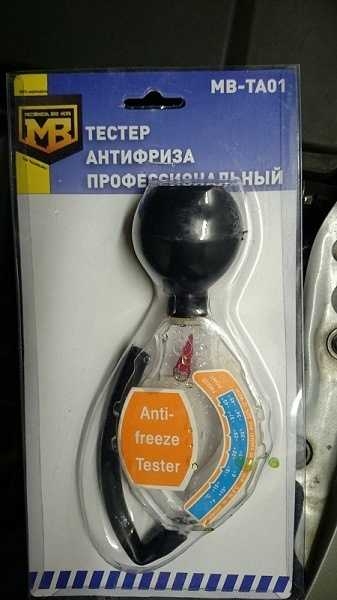 MB-TA01
MB
ТЕСТЕР
АНТИФРИЗА
ПРОФЕССИОНАЛЬНЫЙ
Anti-
freeze
Tester